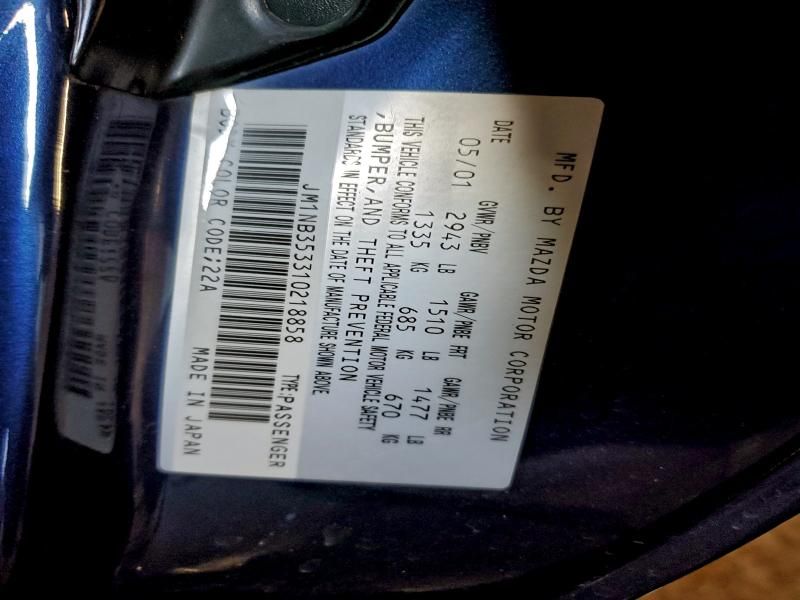 MFD. BY MAZDA MOTOR CORPORATION
DATE GVWR/PNBV GAWR/PNBE FRT GAWR/PNBE RR
05/01 2943 LB 1510 LB 1477 LB
1335 KG 685 KG 670 KG
THIS VEHICLE CONFORMS TO ALL APPLICABLE FEDERAL MOTOR VEHICLE SAFETY
,BUMPER,AND THEFT PREVENTION
STANDARDS IN EFFECT ON THE DATE OF MANUFACTURE SHOWN ABOVE
JM1NB353310218858 TYPE:PASSENGER
COLOR CODE;22A MADE IN JAPAN